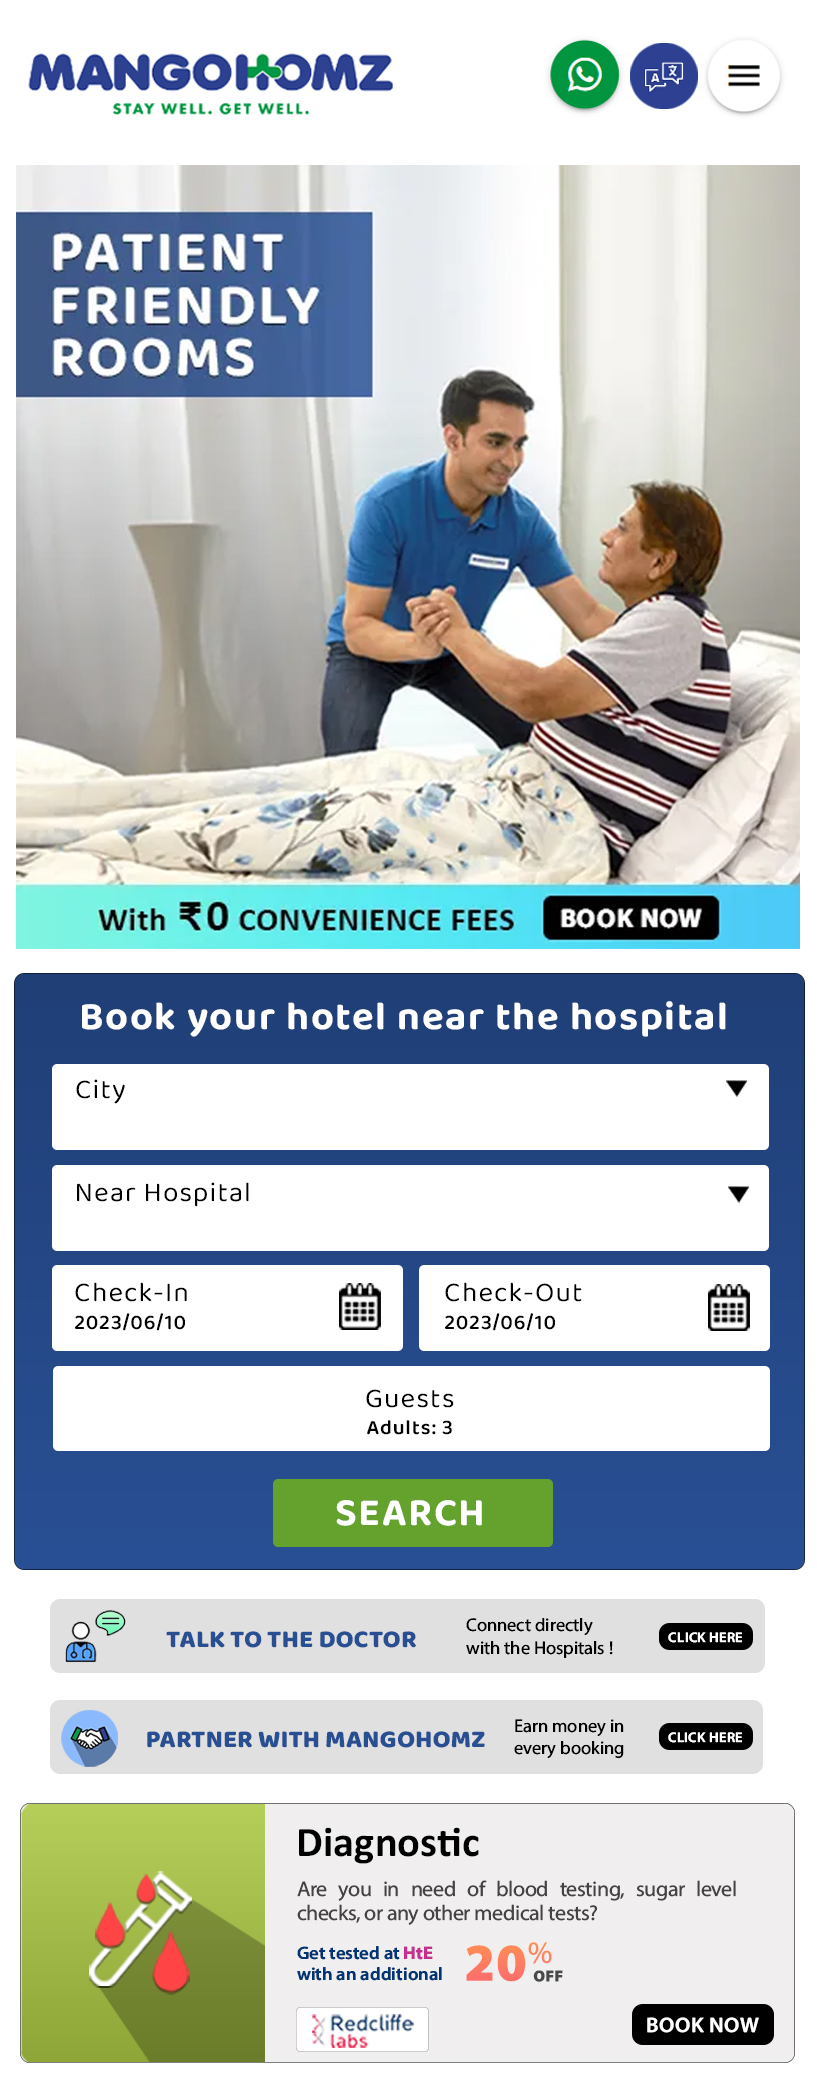 MANGOHOMZ
STAY WELL. GET WELL.
PATIENT
FRIENDLY
ROOMS
MANGOHOMZ
With ₹0 CONVENIENCE FEES BOOK NOW
Book your hotel near the hospital
City
Near Hospital
Check-In
2023/06/10
Check-Out
2023/06/10
Guests
Adults: 3
SEARCH
TALK TO THE DOCTOR
Connect directly
with the Hospitals !
CLICK HERE
PARTNER WITH MANGOHOMZ
Earn money in
every booking
CLICK HERE
Diagnostic
Are you in need of blood testing, sugar level
checks, or any other medical tests?
Get tested at HtE
with an additional
20% OFF
Redcliffe
labs
BOOK NOW